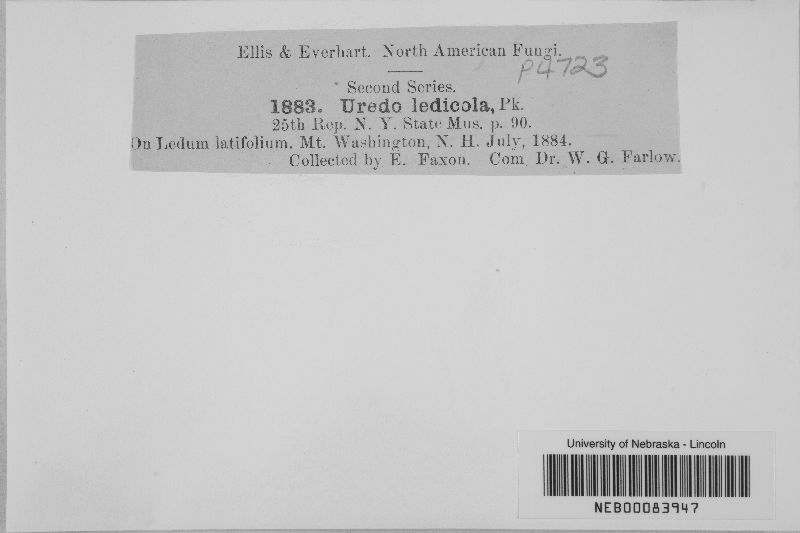 Ellis & Everhart. North American Fungi.
P4723
Second Series.
1883. Uredo ledicola, Pk.
25th Rep. N. Y. State Mus. p. 90.
On Ledum latifolium, Mt. Washington, N. H. July, 1884.
Collected by E. Faxon. Com. Dr. W. G. Farlow.
University of Nebraska - Lincoln
NEB00083947